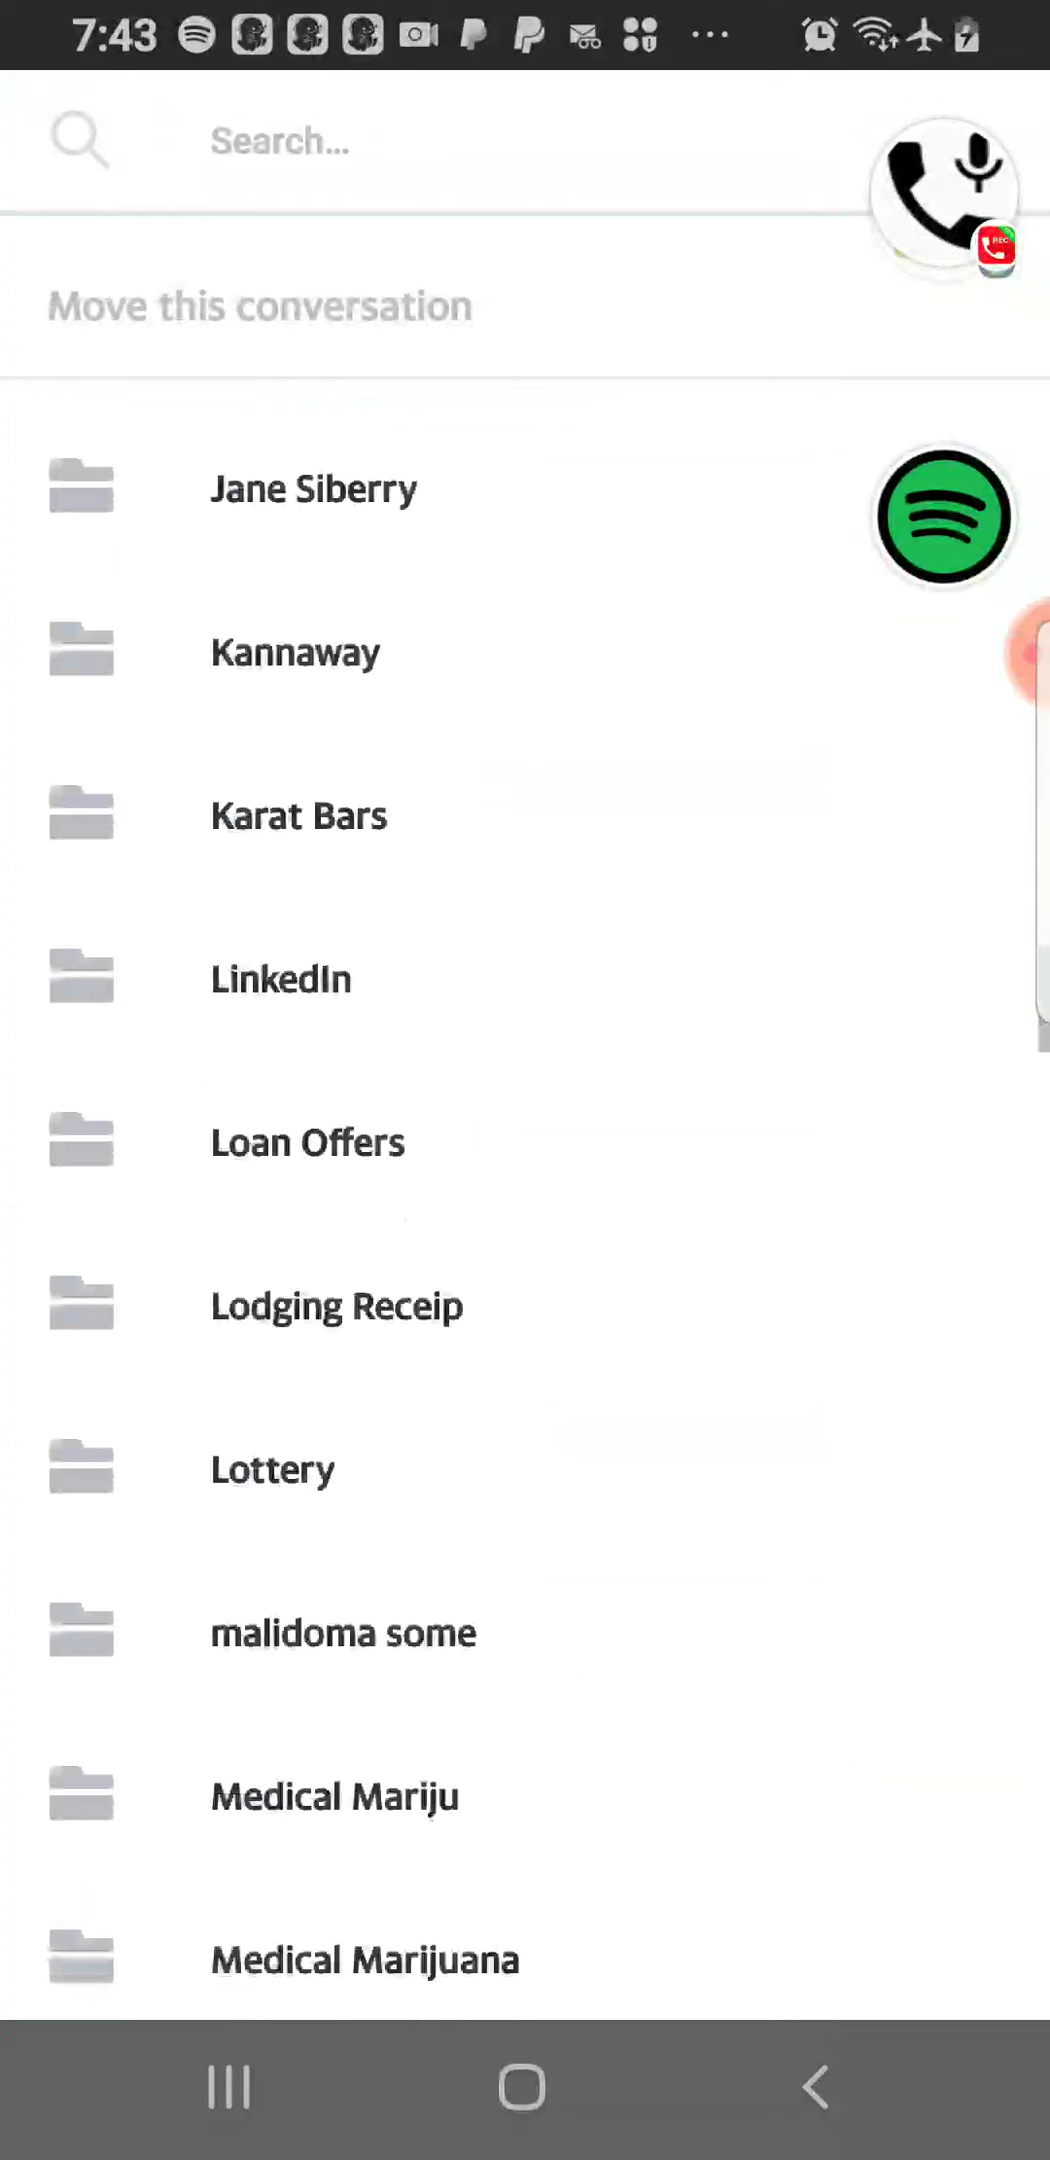 7:43
Search...
REC
Move this conversation
Jane Siberry
Kannaway
Karat Bars
LinkedIn
Loan Offers
Lodging Receip
Lottery
malidoma some
Medical Mariju
Medical Marijuana